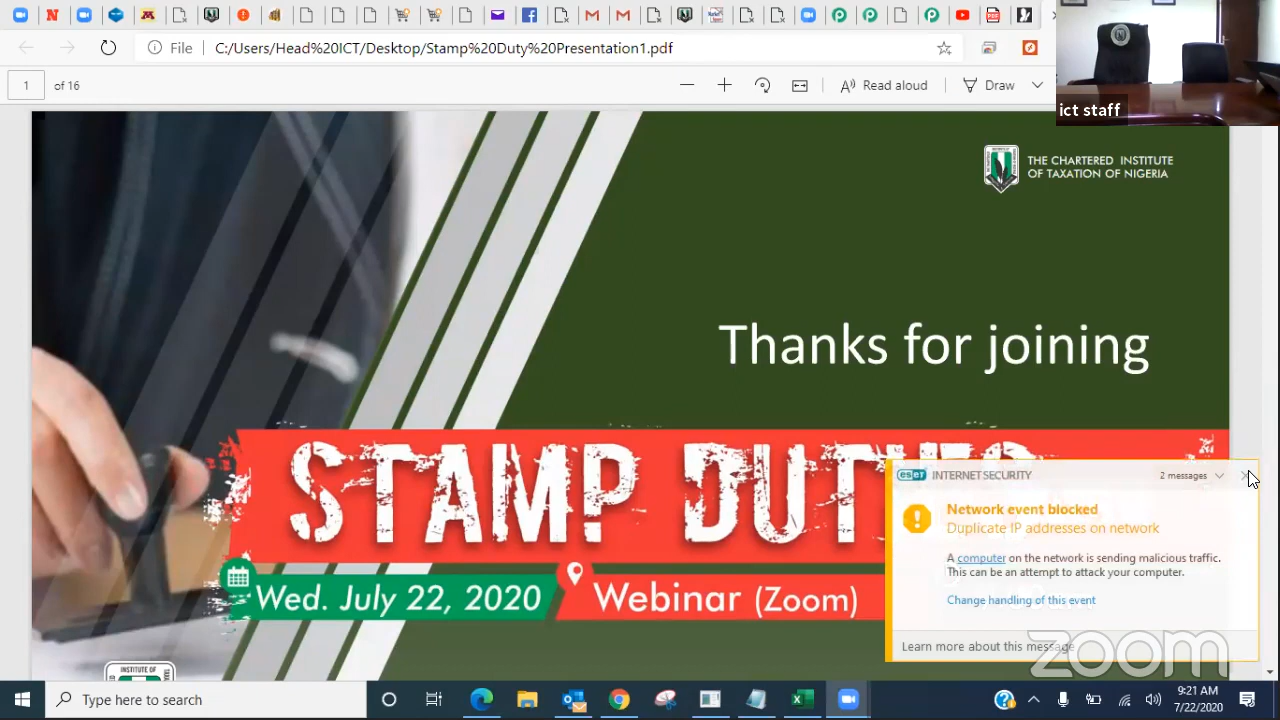 File
C:/Users/Head%20ICT/Desktop/Stamp%20Duty%20Presentation1.pdf
1 of 16
Read aloud
Draw
ict staff
THE CHARTERED INSTITUTE
OF TAXATION OF NIGERIA
Thanks for joining
STAMP
Wed. July 22, 2020
Webinar (Zoom)
eset INTERNET SECURITY
2 messages
Network event blocked
Duplicate IP addresses on network
A computer on the network is sending malicious traffic.
This can be an attempt to attack your computer.
Change handling of this event
Learn more about this message
zoom
INSTITUTE OF
Type here to search
9:21 AM
7/22/2020